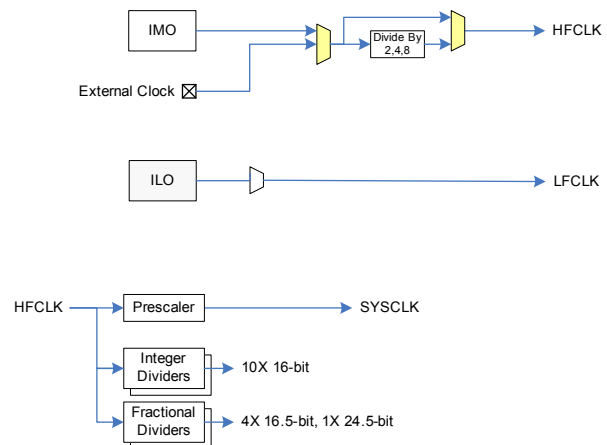 IMO
Divide By
2,4,8
HFCLK
External Clock
ILO
LFCLK
HFCLK
Prescaler
SYSCLK
Integer
Dividers
10X 16-bit
Fractional
Dividers
4X 16.5-bit, 1X 24.5-bit